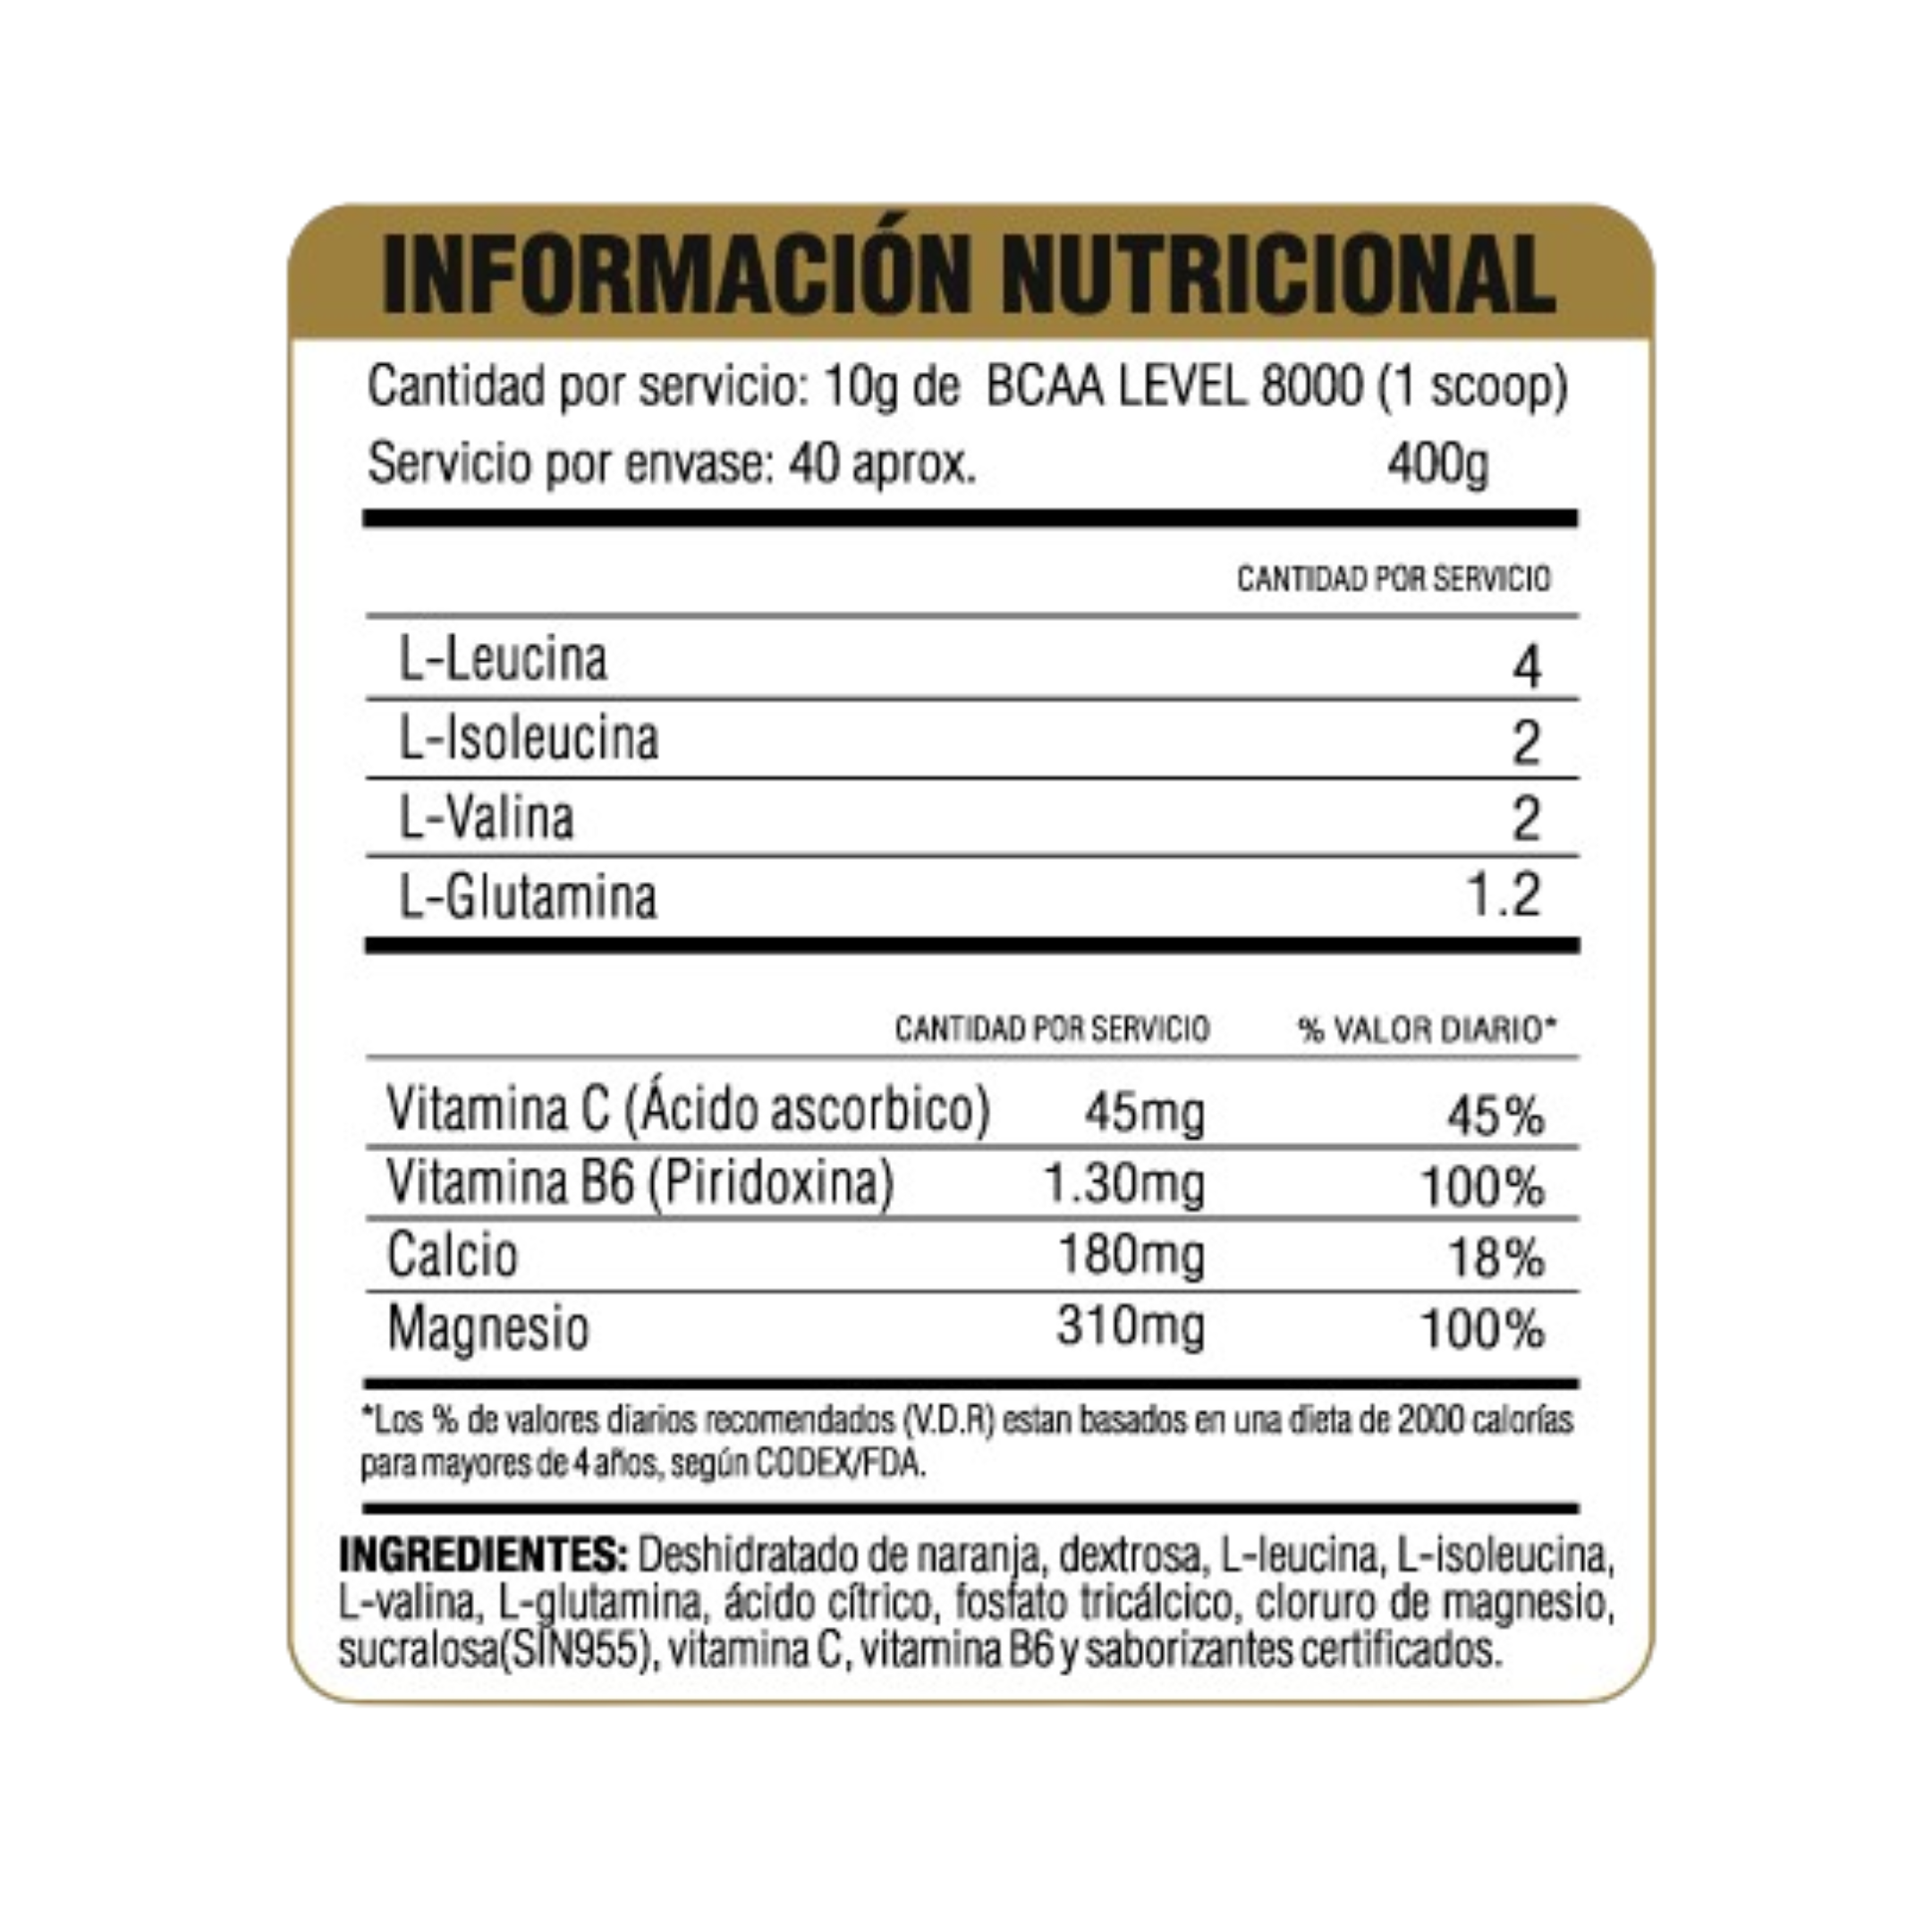 INFORMACIÓN NUTRICIONAL
Cantidad por servicio: 10g de BCAA LEVEL 8000 (1 scoop)
Servicio por envase: 40 aprox. 400g
CANTIDAD POR SERVICIO
L-Leucina 4
L-Isoleucina 2
L-Valina 2
L-Glutamina 1.2
CANTIDAD POR SERVICIO % VALOR DIARIO*
Vitamina C (Ácido ascorbico) 45mg 45%
Vitamina B6 (Piridoxina) 1.30mg 100%
Calcio 180mg 18%
Magnesio 310mg 100%
*Los % de valores diarios recomendados (V.D.R) estan basados en una dieta de 2000 calorías
para mayores de 4 años, según CODEX/FDA.
INGREDIENTES: Deshidratado de naranja, dextrosa, L-leucina, L-isoleucina,
L-valina, L-glutamina, ácido cítrico, fosfato tricálcico, cloruro de magnesio,
sucralosa(SIN955), vitamina C, vitamina B6 y saborizantes certificados.